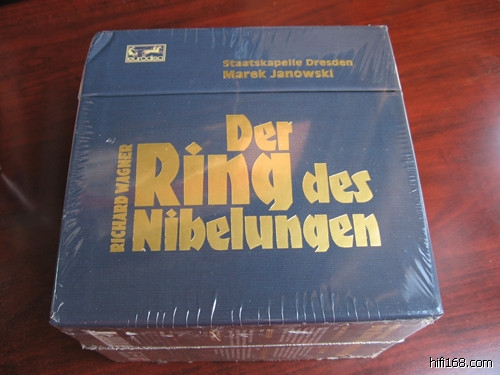 eurodisc
Staatskapelle Dresden
Marek Janowski
RICHARD WAGNER
Der
Ring des
Nibelungen
hifi168.com